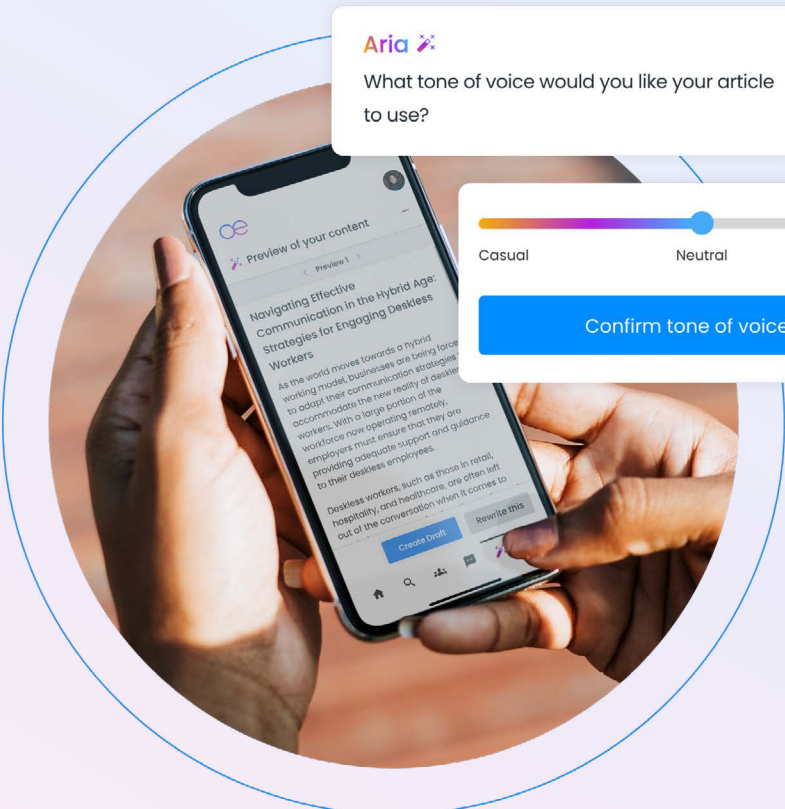 Aria
What tone of voice would you like your article
to use?
Casual
Neutral
Confirm tone of voice
Preview of your content
< Preview 1 >
Navigating Effective
Communication in the Hybrid Age:
Strategies for Engaging Deskless
Workers
As the world moves towards a hybrid
working model, businesses are being force
to adapt their communication strategies
accommodate the new reality of deskle
workers. With a large portion of the
workforce now operating remotely,
employers must ensure that they are
providing adequate support and guidance
to their deskless employees.
Deskless workers, such as those in retail,
hospitality, and healthcare, are often left
out of the conversation when it comes to
Create Draft
Rewrite this